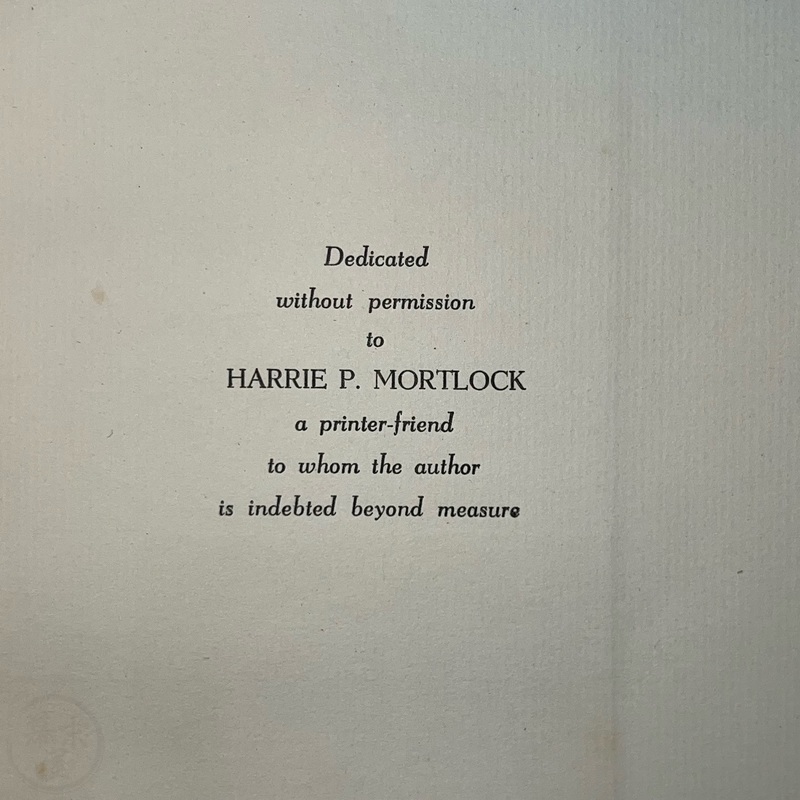 Dedicated
without permission
to
HARRIE P. MORTLOCK
a printer-friend
to whom the author
is indebted beyond measure